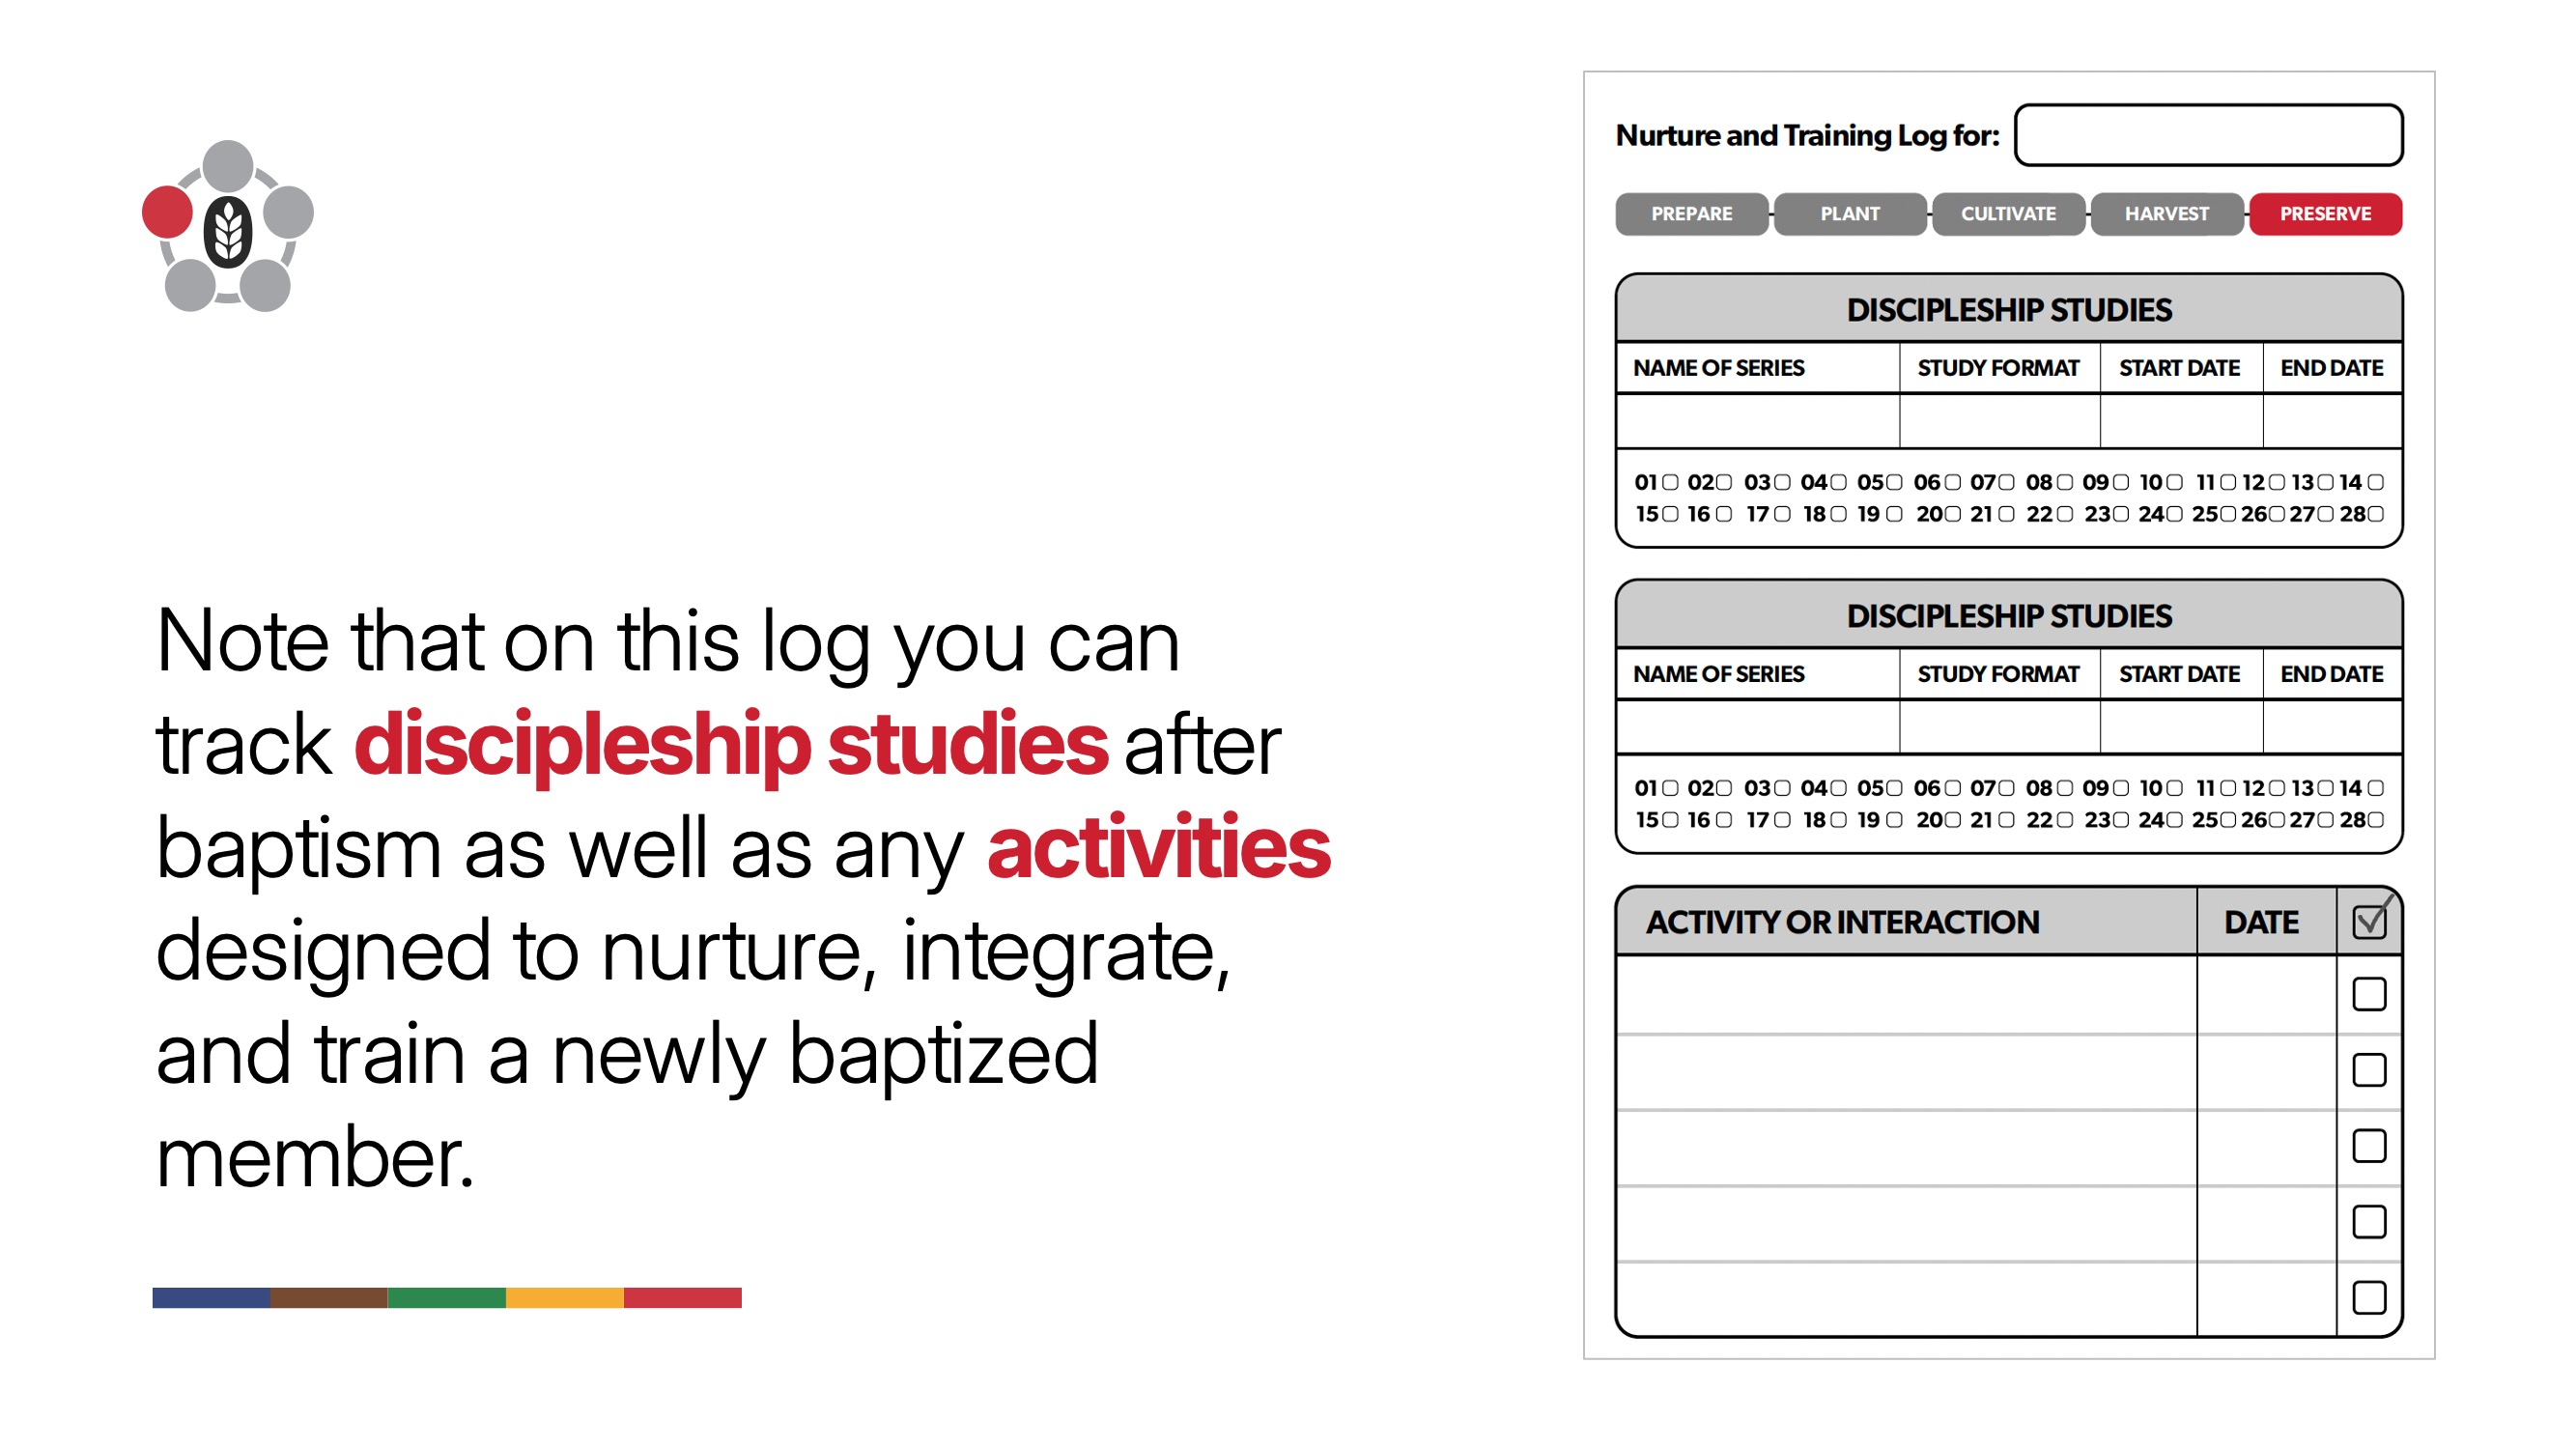 Note that on this log you can
track discipleship studies after
baptism as well as any activities
designed to nurture, integrate,
and train a newly baptized
member.
Nurture and Training Log for:
PREPARE PLANT CULTIVATE HARVEST PRESERVE
DISCIPLESHIP STUDIES
NAME OF SERIES STUDY FORMAT START DATE END DATE
01 02 03 04 05 06 07 08 09 10 11 12 13 14
15 16 17 18 19 20 21 22 23 24 25 26 27 28
DISCIPLESHIP STUDIES
NAME OF SERIES STUDY FORMAT START DATE END DATE
01 02 03 04 05 06 07 08 09 10 11 12 13 14
15 16 17 18 19 20 21 22 23 24 25 26 27 28
ACTIVITY OR INTERACTION DATE